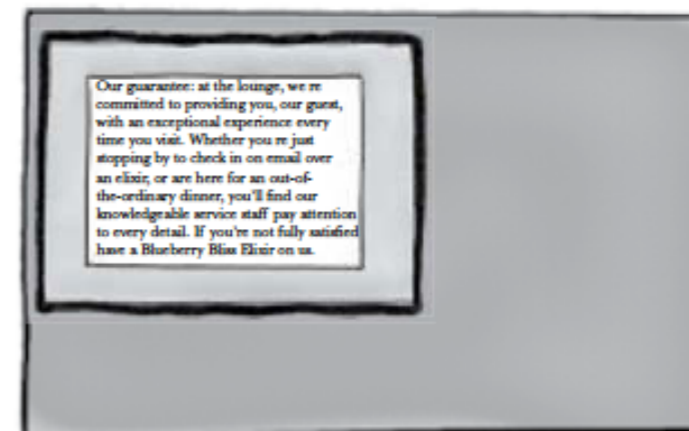 Our guarantee: at the lounge, we re
committed to providing you, our guest,
with an exceptional experience every
time you visit. Whether you re just
stopping by to check in on email over
an elixir, or are here for an out-of-
the-ordinary dinner, you'll find our
knowledgeable service staff pay attention
to every detail. If you're not fully satisfied
have a Blueberry Bliss Elixir on us.